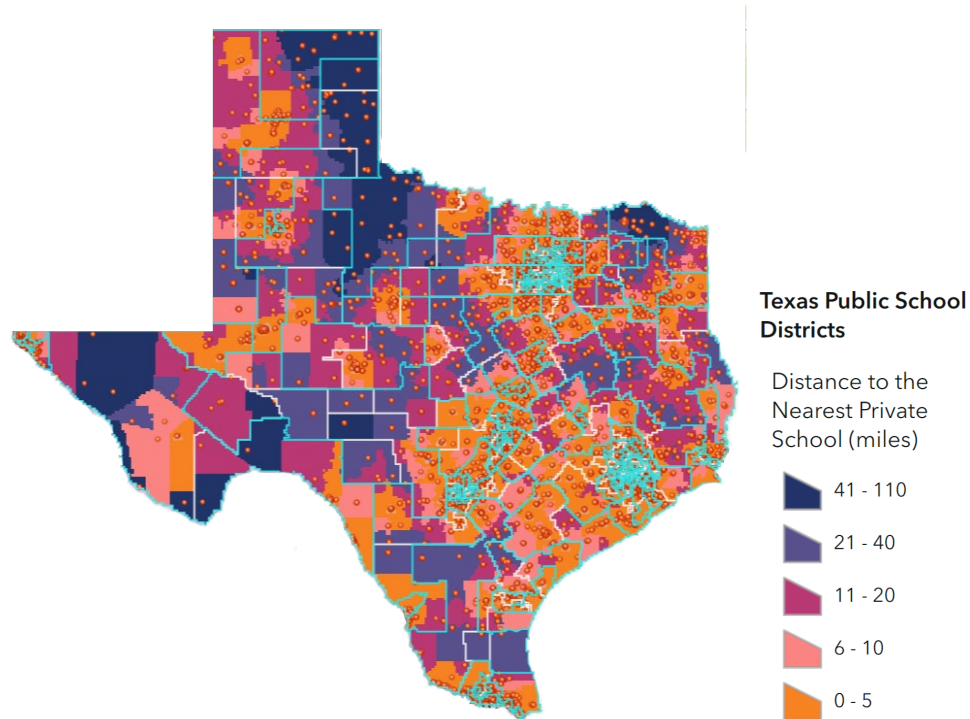 Texas Public School
Districts
Distance to the
Nearest Private
School (miles)
41 - 110
21 - 40
11 - 20
6 - 10
0 - 5